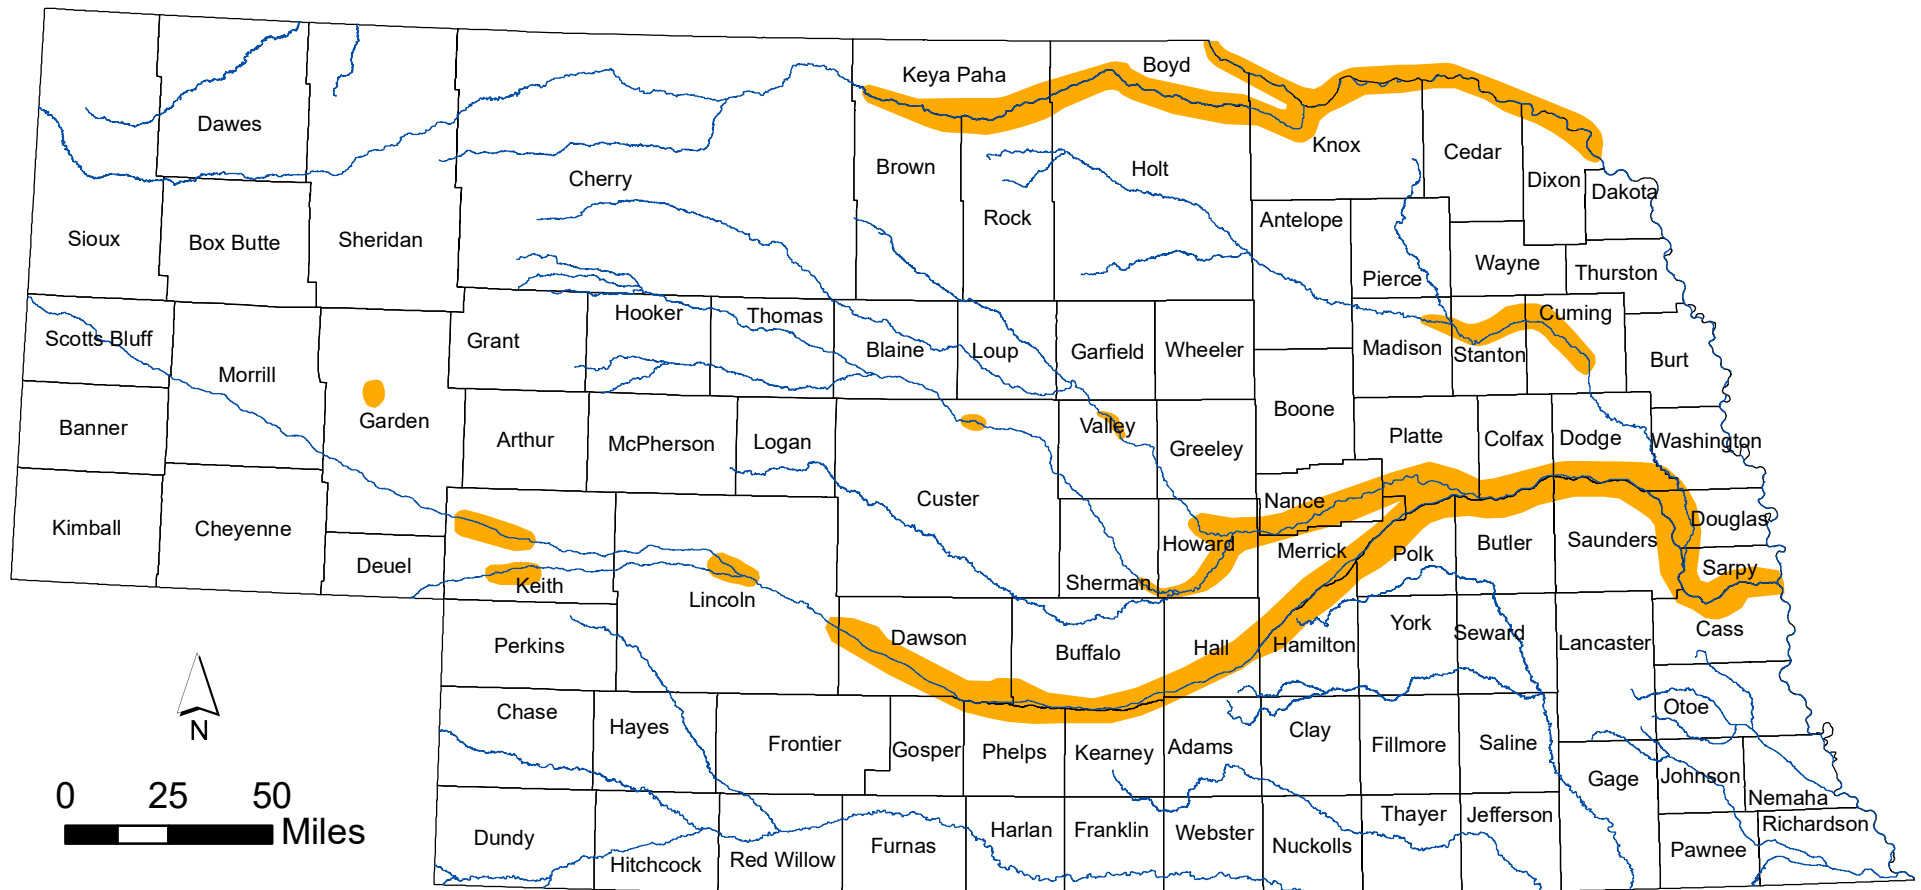 Keya Paha
Boyd
Dawes
Knox
Cedar
Brown
Holt
Cherry
Dixon
Dakota
Rock
Antelope
Sioux
Box Butte
Sheridan
Pierce
Wayne
Thurston
Hooker
Thomas
Cuming
Scotts Bluff
Grant
Blaine
Loup
Garfield
Wheeler
Madison
Stanton
Burt
Morrill
Garden
Boone
Banner
Arthur
McPherson
Logan
Valley
Greeley
Platte
Colfax
Dodge
Washington
Custer
Nance
Kimball
Cheyenne
Douglas
Howard
Merrick
Polk
Butler
Saunders
Deuel
Keith
Sherman
Sarpy
Lincoln
Dawson
Buffalo
Hall
Hamilton
York
Seward
Lancaster
Cass
Perkins
N
Chase
Hayes
Frontier
Gosper
Phelps
Kearney
Adams
Clay
Fillmore
Saline
Otoe
Gage
Johnson
Nemaha
0 25 50
Miles
Dundy
Hitchcock
Red Willow
Furnas
Harlan
Franklin
Webster
Nuckolls
Thayer
Jefferson
Pawnee
Richardson